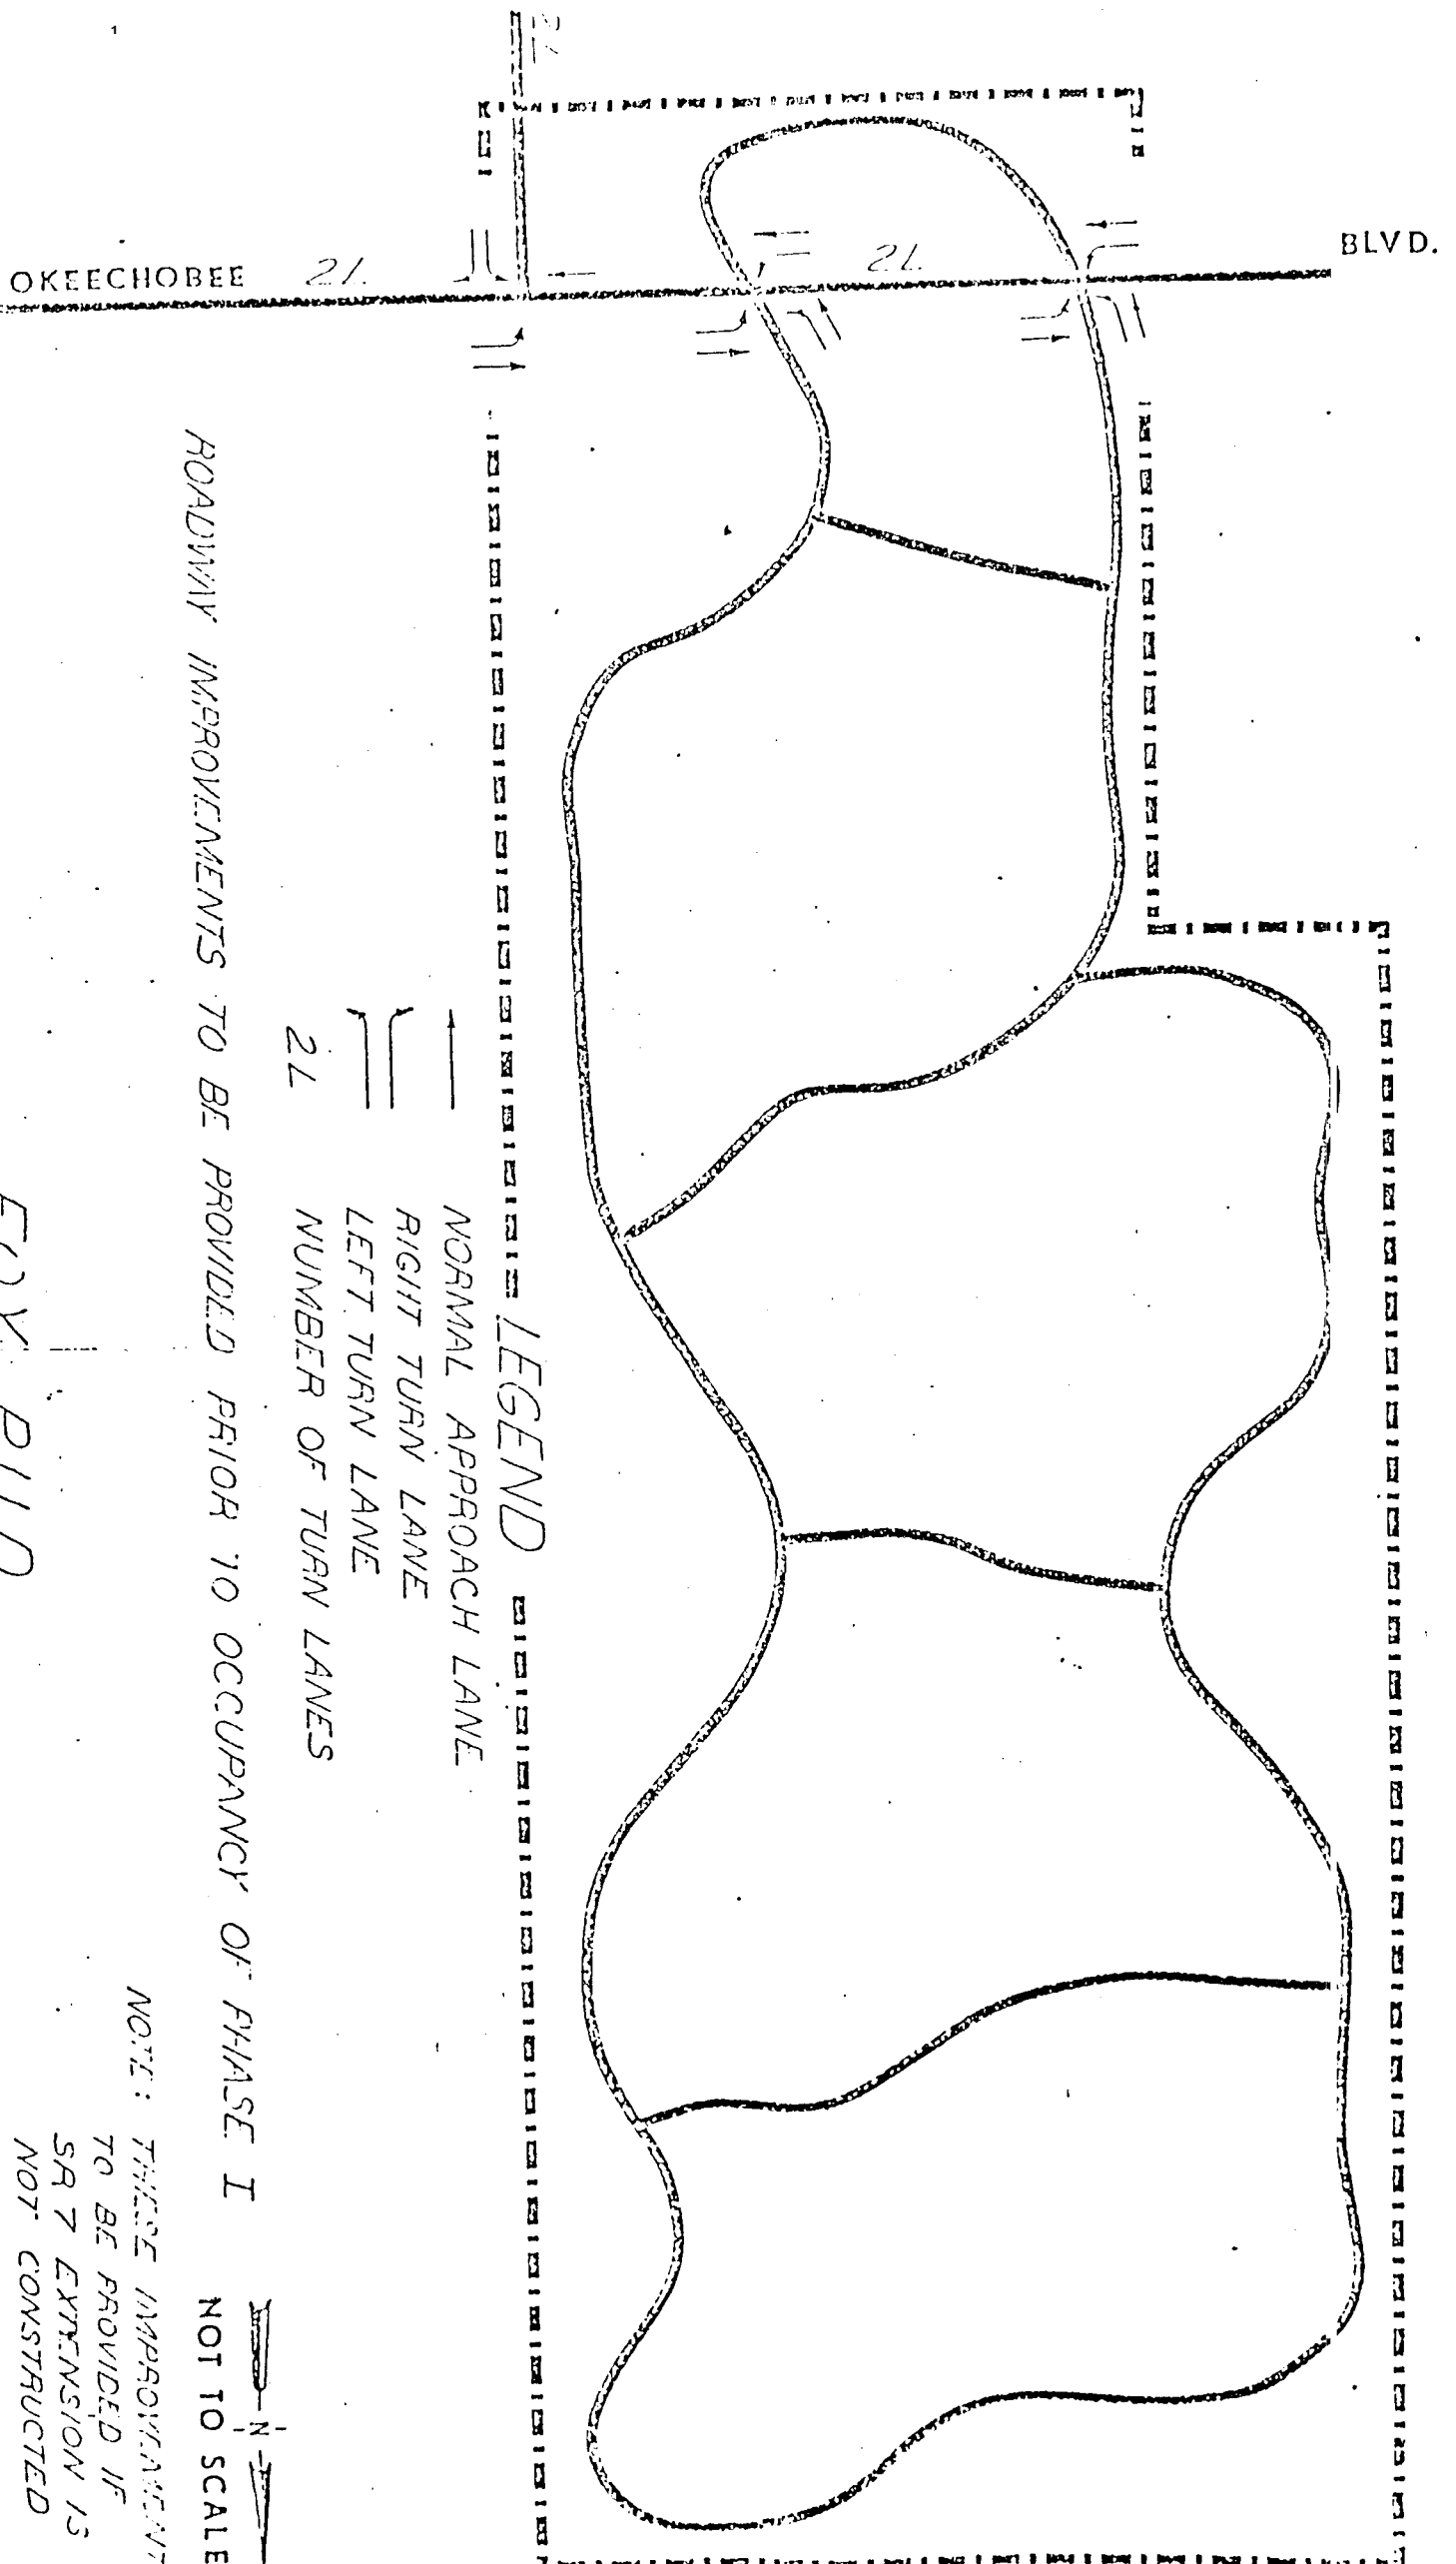 2L
OKEECHOBEE 2L 2L BLVD.
LEGEND
NORMAL APPROACH LANE
RIGHT TURN LANE
LEFT TURN LANE
2L NUMBER OF TURN LANES
ROADWAY IMPROVEMENTS TO BE PROVIDED PRIOR TO OCCUPANCY OF PHASE I
N
NOT TO SCALE
NOTE: THESE IMPROVEMENT
TO BE PROVIDED IF
SR 7 EXTENSION IS
NOT CONSTRUCTED